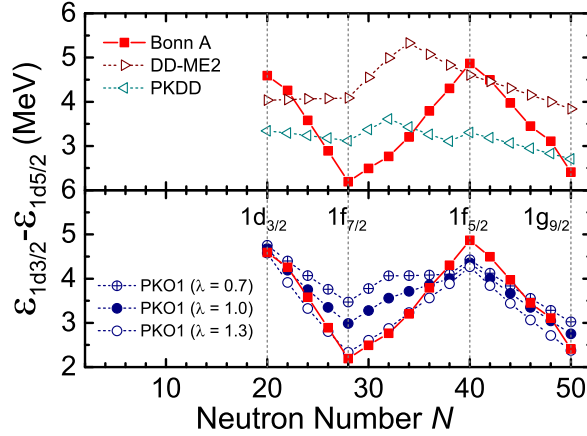 6
5
4
3
6
5
4
3
2
Bonn A
DD-ME2
PKDD
1d3/2 1f7/2 1f5/2 1g9/2
PKO1 (λ = 0.7)
PKO1 (λ = 1.0)
PKO1 (λ = 1.3)
10 20 30 40 50
Neutron Number N
ε1d3/2-ε1d5/2 (MeV)